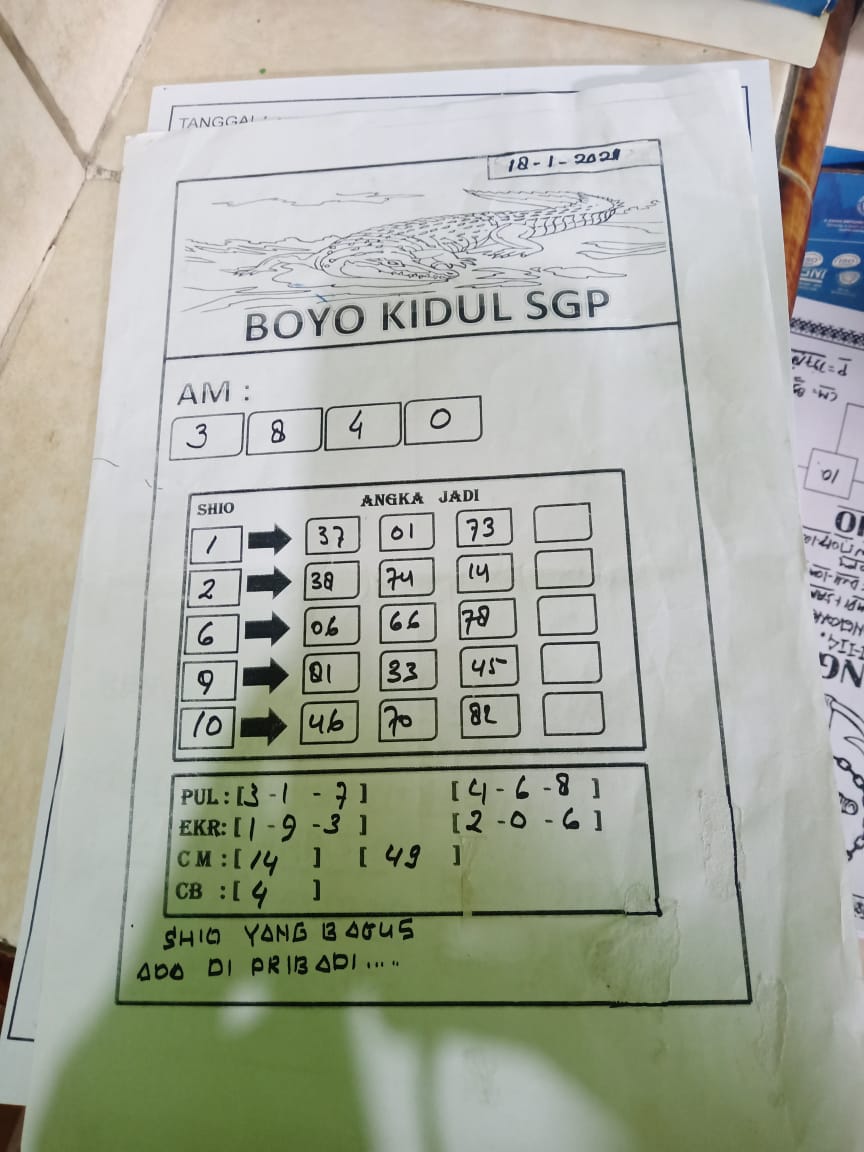 TANGGAL
18-1-2021
BOYO KIDUL SGP
AM :
3 8 4 0
SHIO ANGKA JADI
1 37 01 73
2 38 74 14
6 06 66 78
9 81 33 45
10 46 70 82
PUL : [3 -1 - 7 ] [ 4 - 6 - 8 ]
EKR: [ 1 - 9 - 3 ] [ 2 - 0 - 6 ]
CM : [ 14 ] [ 49 ]
CB : [ 4 ]
SHIO YANG BAGUS
ADA DI PRIBADI....
10